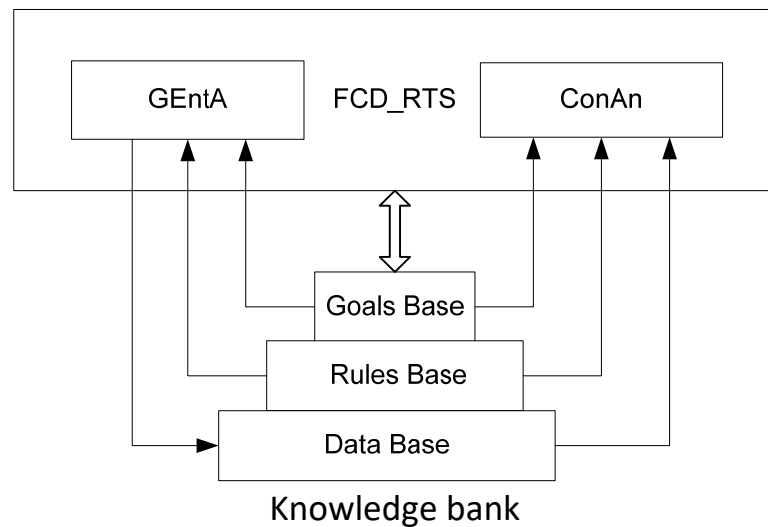 GEntA
FCD_RTS
ConAn
Goals Base
Rules Base
Data Base
Knowledge bank